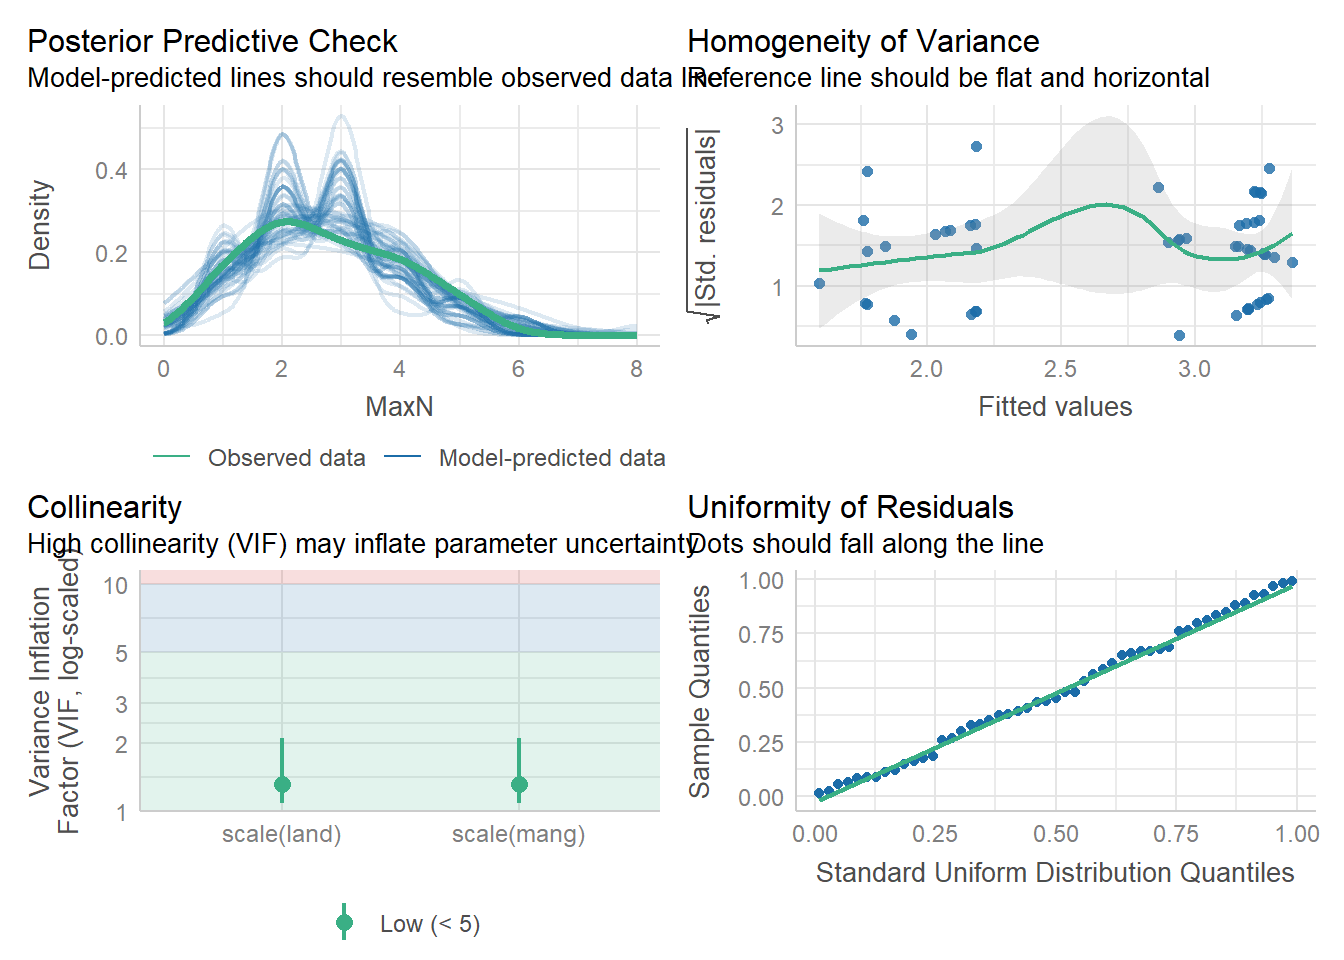 Posterior Predictive Check
Model-predicted lines should resemble observed data line
Density
0.4
0.2
0.0
0 2 4 6 8
MaxN
Observed data Model-predicted data
Homogeneity of Variance
Reference line should be flat and horizontal
√|Std. residuals|
3
2
1
2.0 2.5 3.0
Fitted values
Collinearity
High collinearity (VIF) may inflate parameter uncertainty
Variance Inflation
Factor (VIF, log-scaled)
10
5
3
2
1
scale(land) scale(mang)
Low (< 5)
Uniformity of Residuals
Dots should fall along the line
Sample Quantiles
1.00
0.75
0.50
0.25
0.00
0.00 0.25 0.50 0.75 1.00
Standard Uniform Distribution Quantiles